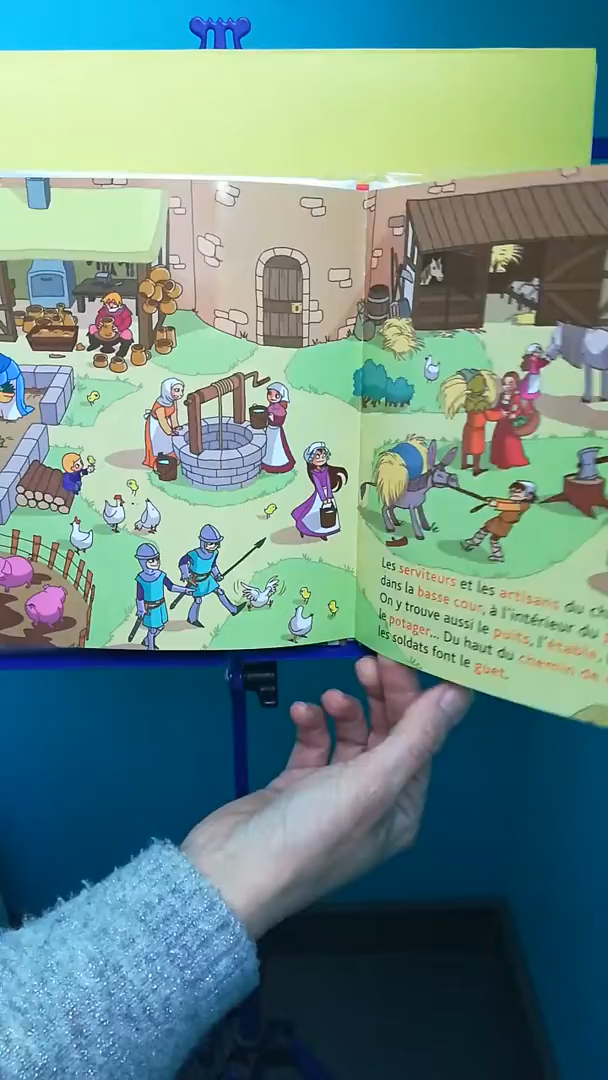 Les serviteurs et les artisans du
dans la basse cour, à l'intérieur du
On y trouve aussi le puits, l'étable,
le potager... Du haut du chemin de
les soldats font le guet.